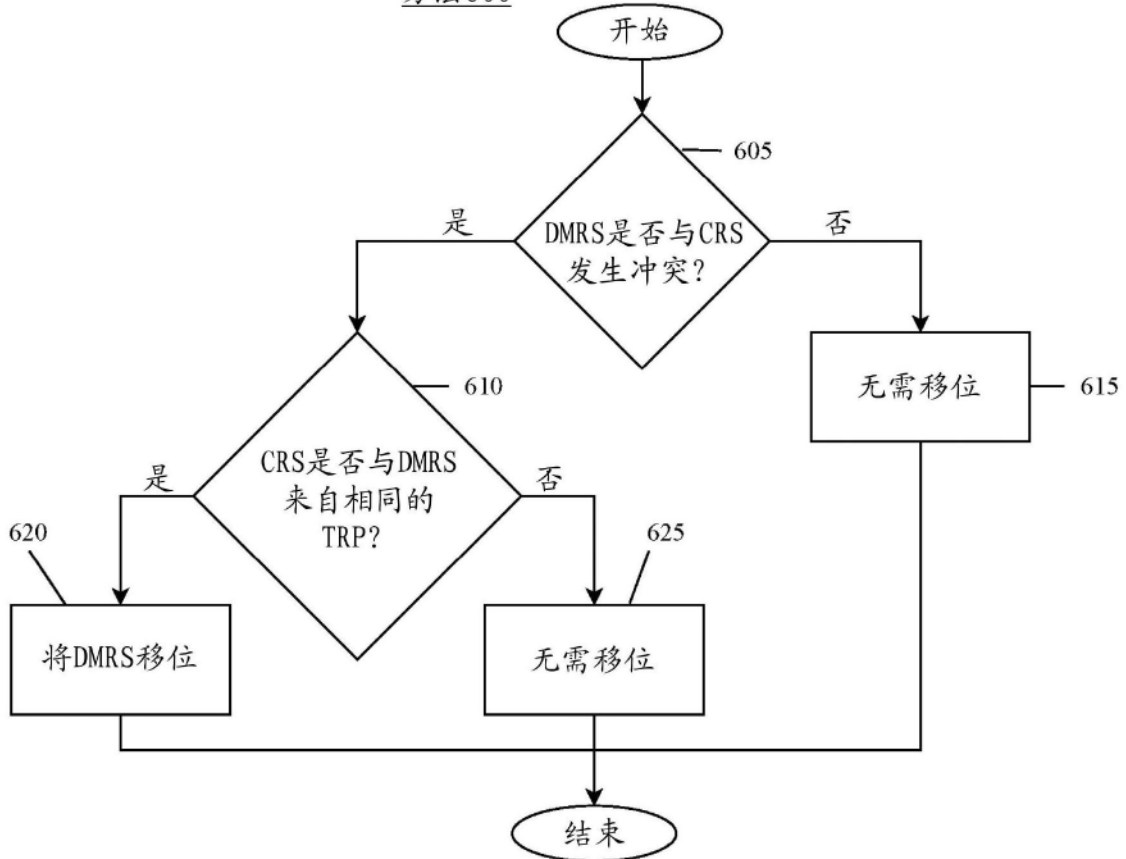 开始
605
DMRS是否与CRS
发生冲突?
是
否
无需移位
615
610
CRS是否与DMRS
来自相同的
TRP?
是
否
620
625
将DMRS移位
无需移位
结束